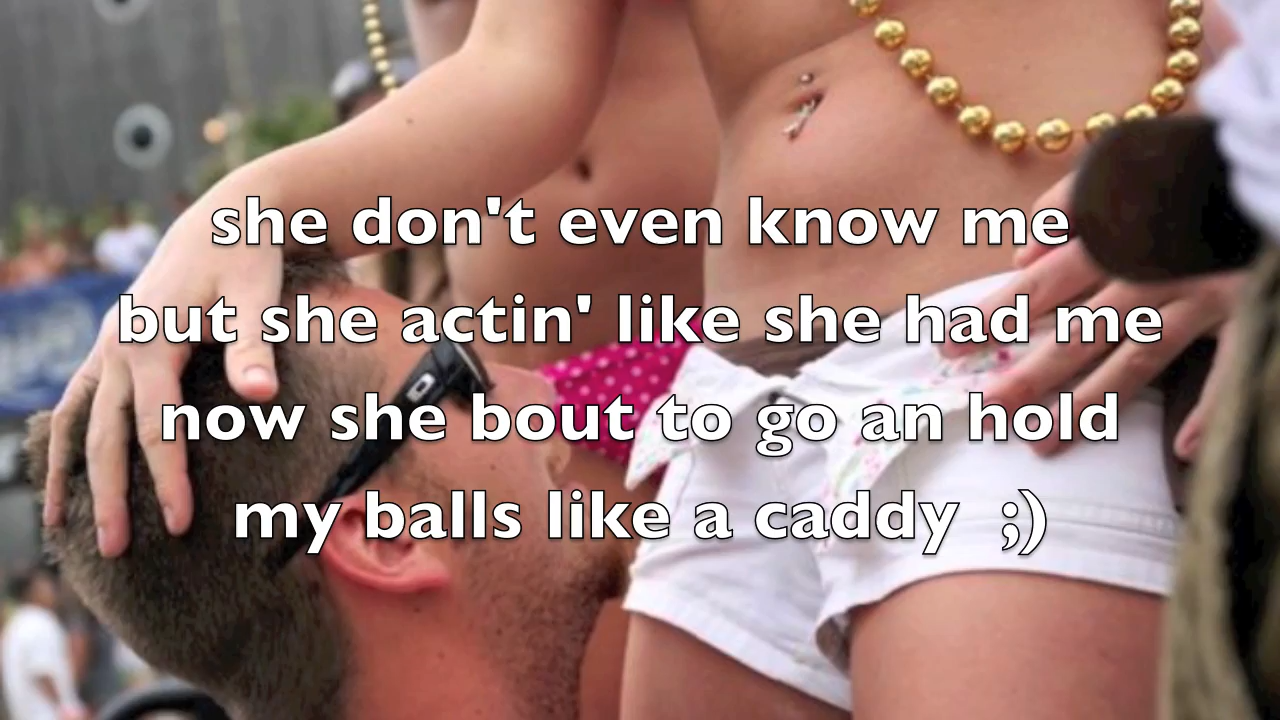 she don't even know me
but she actin' like she had me
now she bout to go an hold
my balls like a caddy  ;)